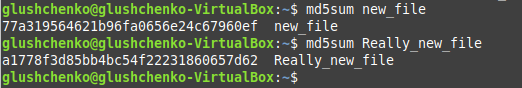 glushchenko@glushchenko-VirtualBox:~$ md5sum new_file
77a319564621b96fa0656e24c67960ef  new_file
glushchenko@glushchenko-VirtualBox:~$ md5sum Really_new_file
a1778f3d85bb4bc54f22231860657d62  Really_new_file
glushchenko@glushchenko-VirtualBox:~$